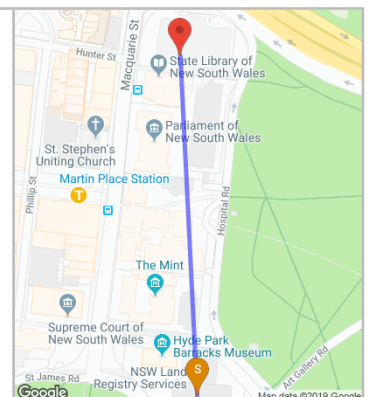 Hunter St
Macquarie St
State Library of
New South Wales
Parliament of
New South Wales
St. Stephen's
Uniting Church
Martin Place Station
T
Phillip St
Hospital Rd
The Mint
Supreme Court of
New South Wales
Hyde Park
Barracks Museum
NSW Land
Registry Services
S
St James Rd
Art Gallery Rd
Google
Map data ©2019 Google